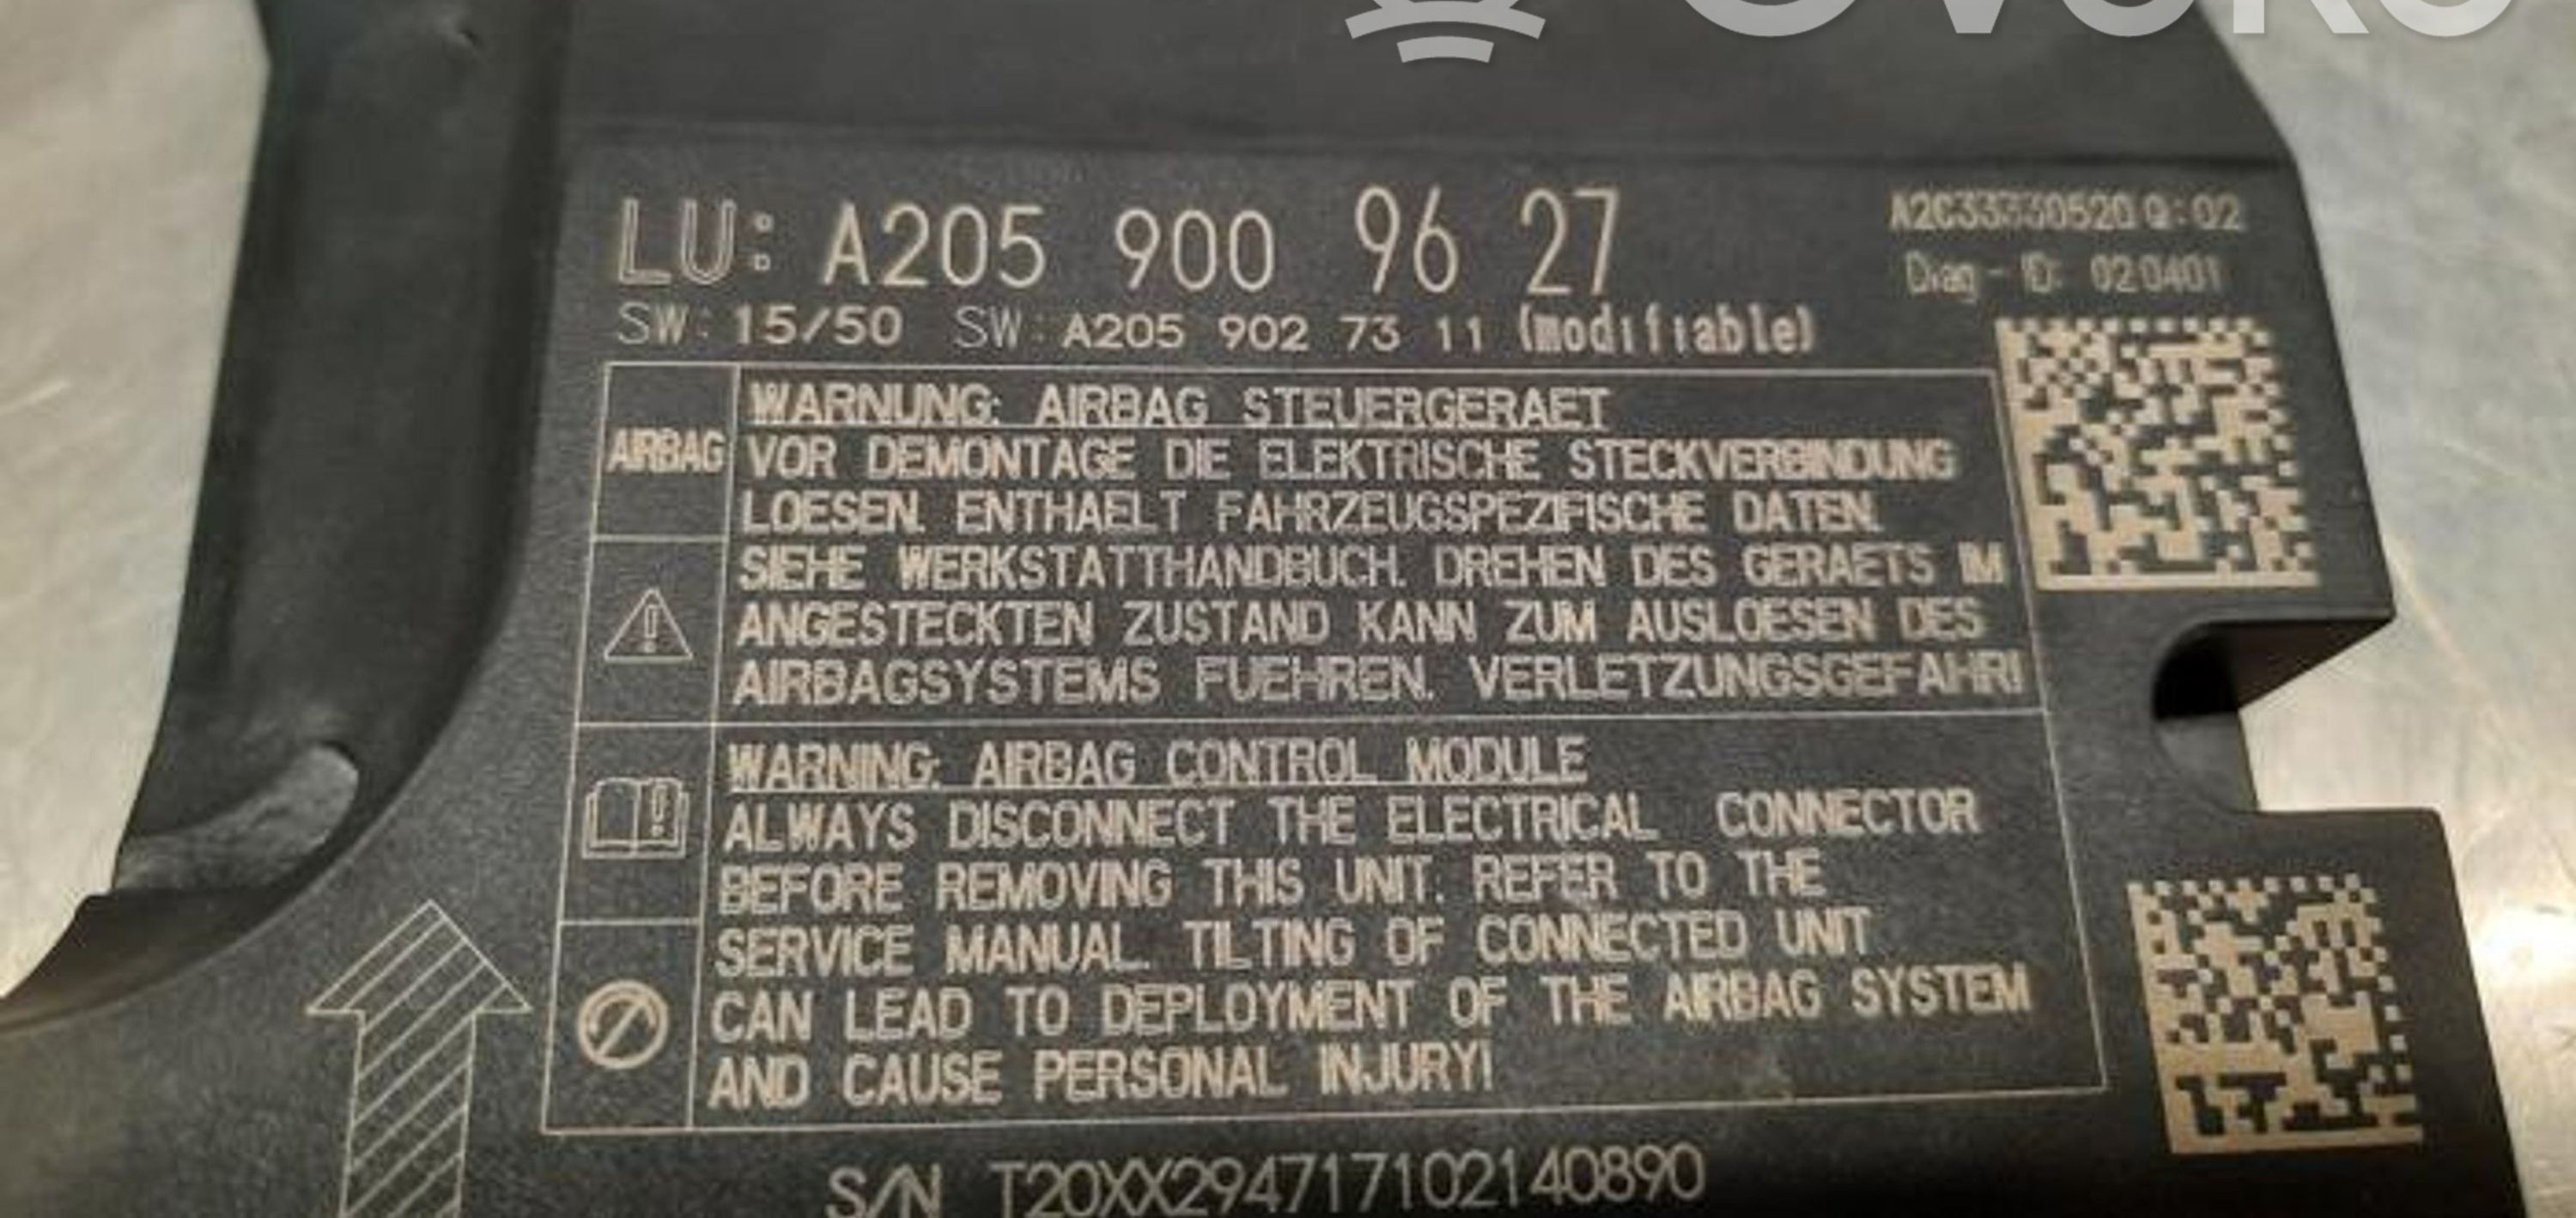 LU: A205 900 96 27
A2C33330520 Q:02
Diag-ID: 020401
SW: 15/50 SW: A205 902 73 11 (modifiable)
AIRBAG
WARNUNG: AIRBAG STEUERGERAET
VOR DEMONTAGE DIE ELEKTRISCHE STECKVERBINDUNG
LOESEN. ENTHAELT FAHRZEUGSPEZIFISCHE DATEN.
SIEHE WERKSTATTHANDBUCH. DREHEN DES GERAETS IM
ANGESTECKTEN ZUSTAND KANN ZUM AUSLOESEN DES
AIRBAGSYSTEMS FUEHREN. VERLETZUNGSGEFAHR!
WARNING: AIRBAG CONTROL MODULE
ALWAYS DISCONNECT THE ELECTRICAL CONNECTOR
BEFORE REMOVING THIS UNIT. REFER TO THE
SERVICE MANUAL. TILTING OF CONNECTED UNIT
CAN LEAD TO DEPLOYMENT OF THE AIRBAG SYSTEM
AND CAUSE PERSONAL INJURY!
S/N T20XX294717102140890